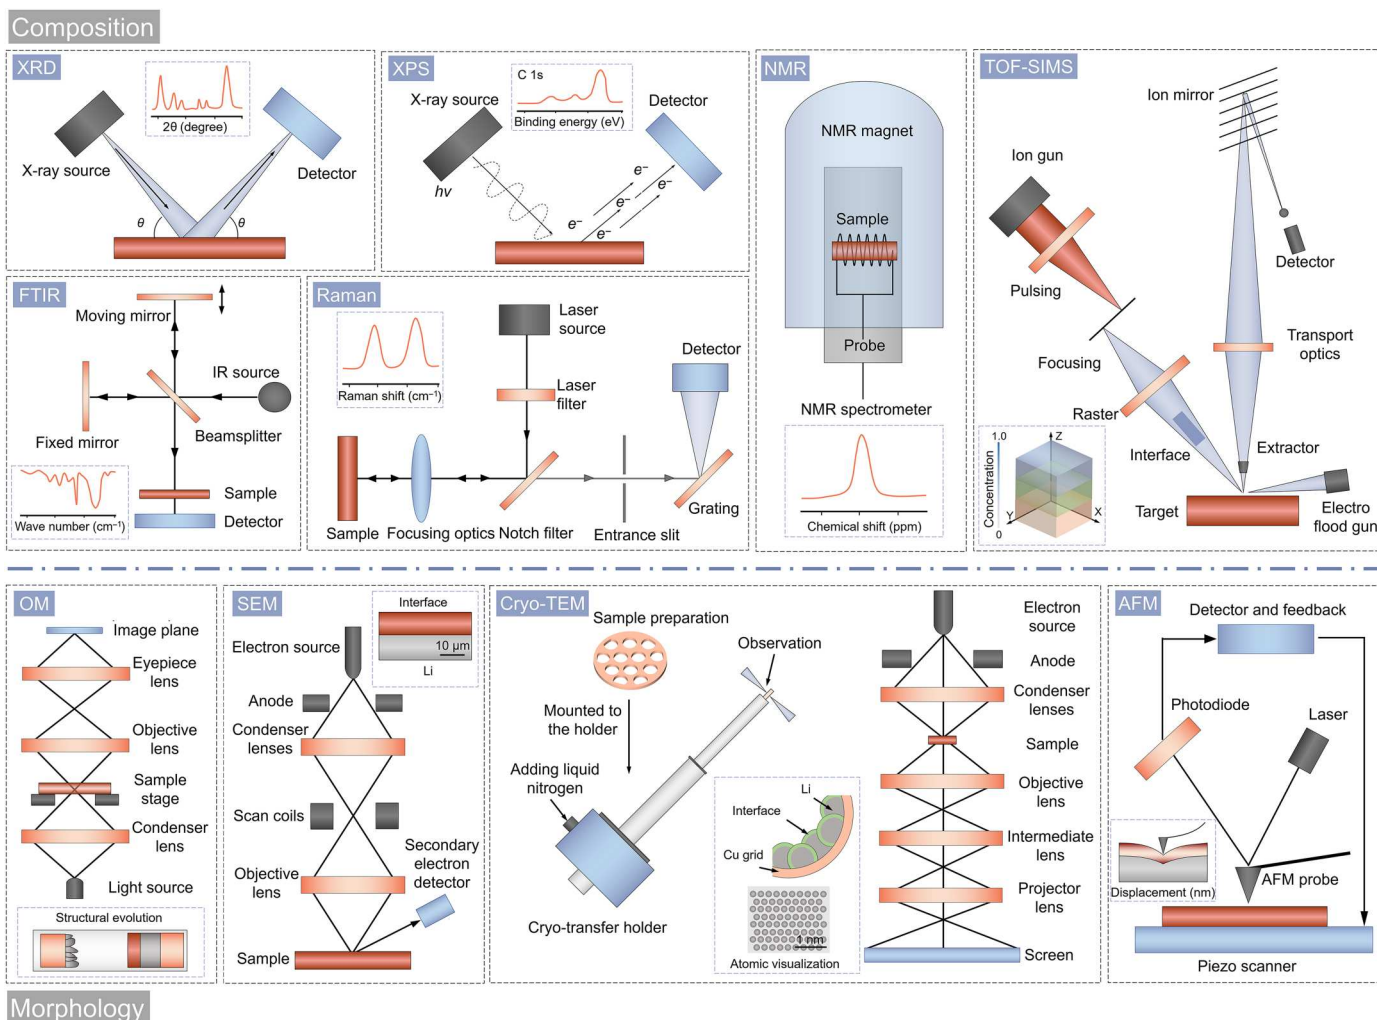 Composition
XRD
2θ (degree)
X-ray source
Detector
θ
θ
XPS
C 1s
Binding energy (eV)
X-ray source
Detector
hv
e⁻
e⁻
e⁻
e⁻
e⁻
e⁻
NMR
NMR magnet
Sample
Probe
NMR spectrometer
Chemical shift (ppm)
TOF-SIMS
Ion mirror
Ion gun
Detector
Pulsing
Focusing
Transport
optics
Raster
Interface
Extractor
Target
Electro
flood gun
Concentration
1.0
0
Z
Y
X
FTIR
Moving mirror
IR source
Fixed mirror
Beamsplitter
Sample
Detector
Wave number (cm⁻¹)
Raman
Raman shift (cm⁻¹)
Laser
source
Laser
filter
Detector
Grating
Sample
Focusing optics
Notch filter
Entrance slit
OM
Image plane
Eyepiece
lens
Objective
lens
Sample
stage
Condenser
lens
Light source
Structural evolution
SEM
Interface
10 μm
Li
Electron source
Anode
Condenser
lenses
Scan coils
Secondary
electron
detector
Objective
lens
Sample
Cryo-TEM
Sample preparation
Observation
Mounted to
the holder
Adding liquid
nitrogen
Cryo-transfer holder
Li
Interface
Cu grid
1 nm
Atomic visualization
Electron
source
Anode
Condenser
lenses
Sample
Objective
lens
Intermediate
lens
Projector
lens
Screen
AFM
Detector and feedback
Photodiode
Laser
Displacement (nm)
AFM probe
Piezo scanner
Morphology